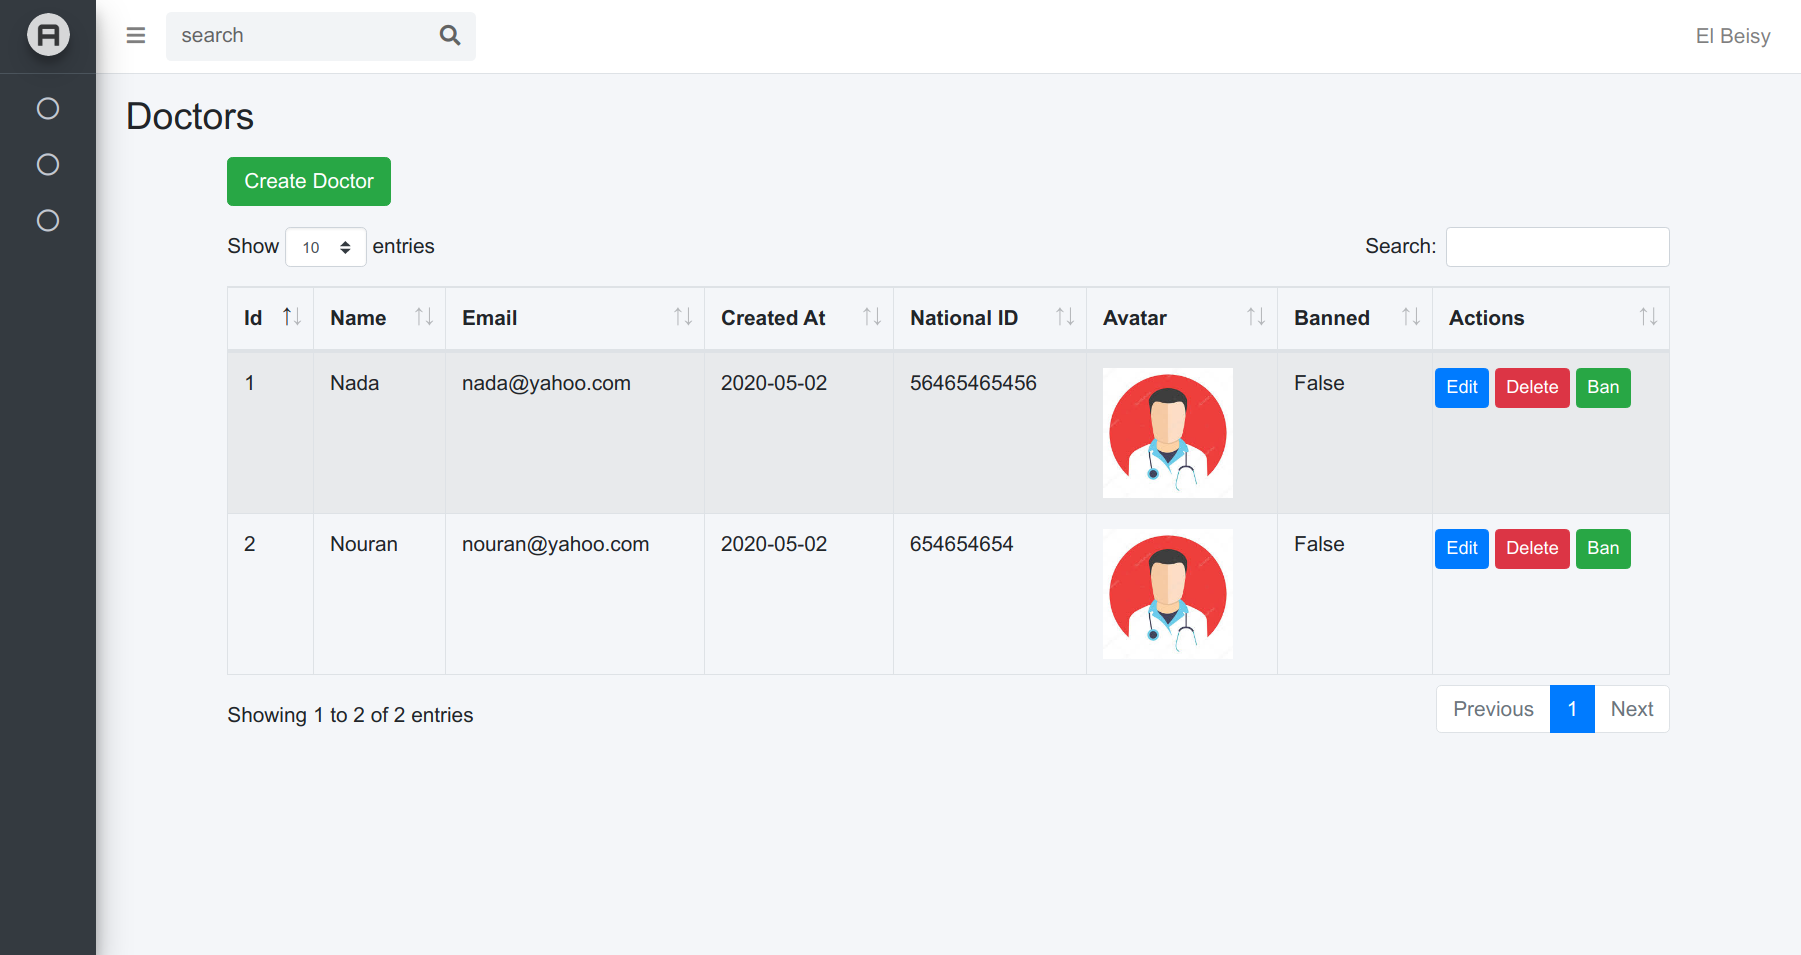 search
El Beisy
Doctors
Create Doctor
Show 10 entries
Search:
Id Name Email Created At National ID Avatar Banned Actions
1 Nada nada@yahoo.com 2020-05-02 56465465456 False Edit Delete Ban
2 Nouran nouran@yahoo.com 2020-05-02 654654654 False Edit Delete Ban
Showing 1 to 2 of 2 entries
Previous 1 Next